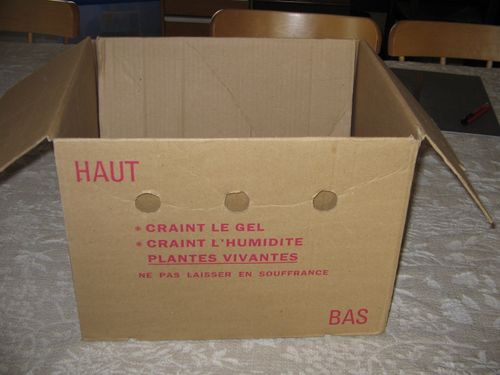 HAUT
* CRAINT LE GEL
* CRAINT L'HUMIDITE
PLANTES VIVANTES
NE PAS LAISSER EN SOUFFRANCE
BAS